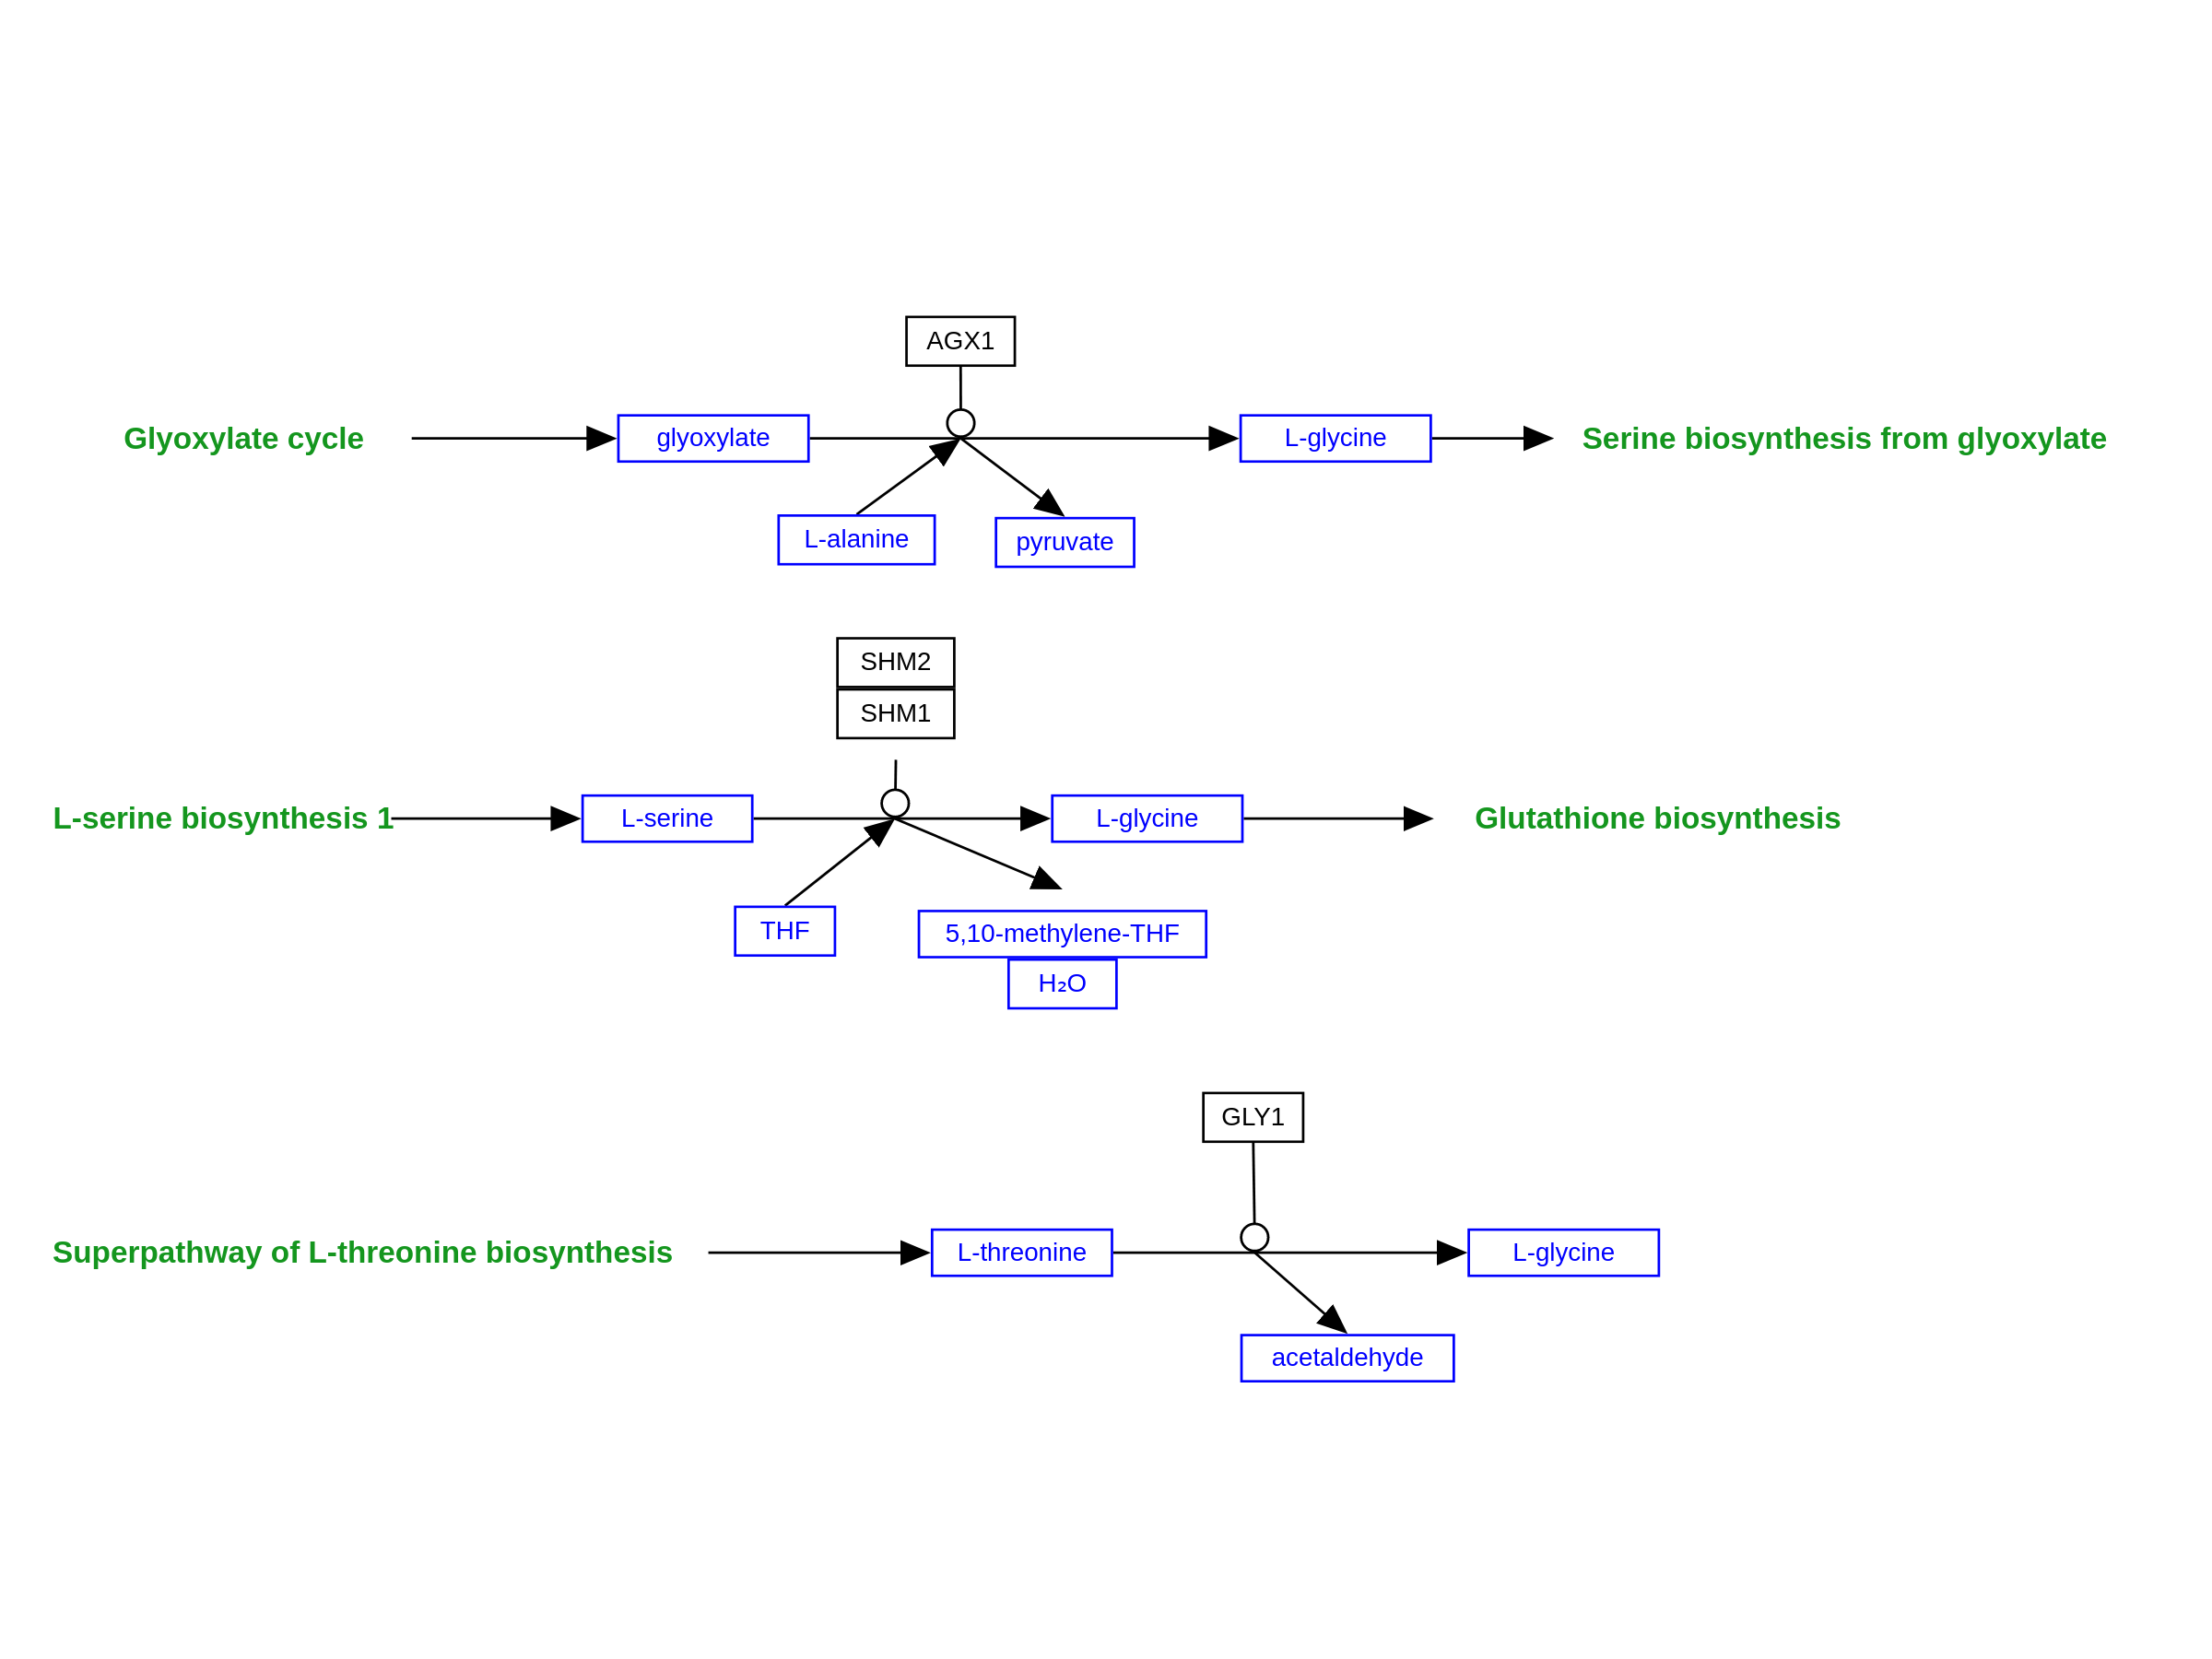 AGX1
Glyoxylate cycle
glyoxylate
L-glycine
Serine biosynthesis from glyoxylate
L-alanine
pyruvate
SHM2
SHM1
L-serine biosynthesis 1
L-serine
L-glycine
Glutathione biosynthesis
THF
5,10-methylene-THF
H₂O
GLY1
Superpathway of L-threonine biosynthesis
L-threonine
L-glycine
acetaldehyde